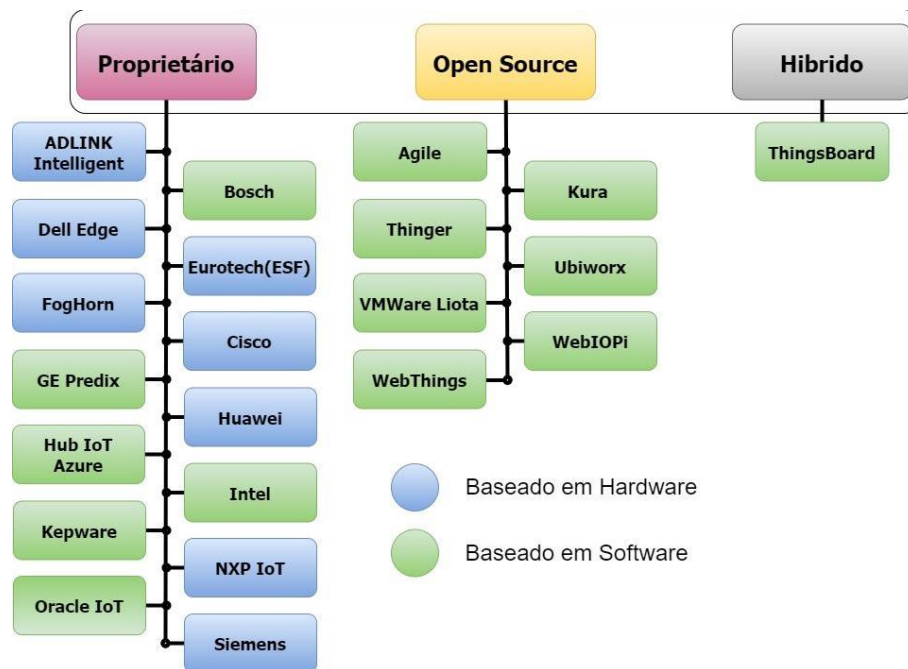 Proprietário
Open Source
Hibrido
ADLINK
Intelligent
Bosch
Dell Edge
Eurotech(ESF)
FogHorn
Cisco
GE Predix
Huawei
Hub IoT
Azure
Intel
Kepware
NXP IoT
Oracle IoT
Siemens
Agile
Kura
Thinger
Ubiworx
VMWare Liota
WebIOPi
WebThings
ThingsBoard
Baseado em Hardware
Baseado em Software